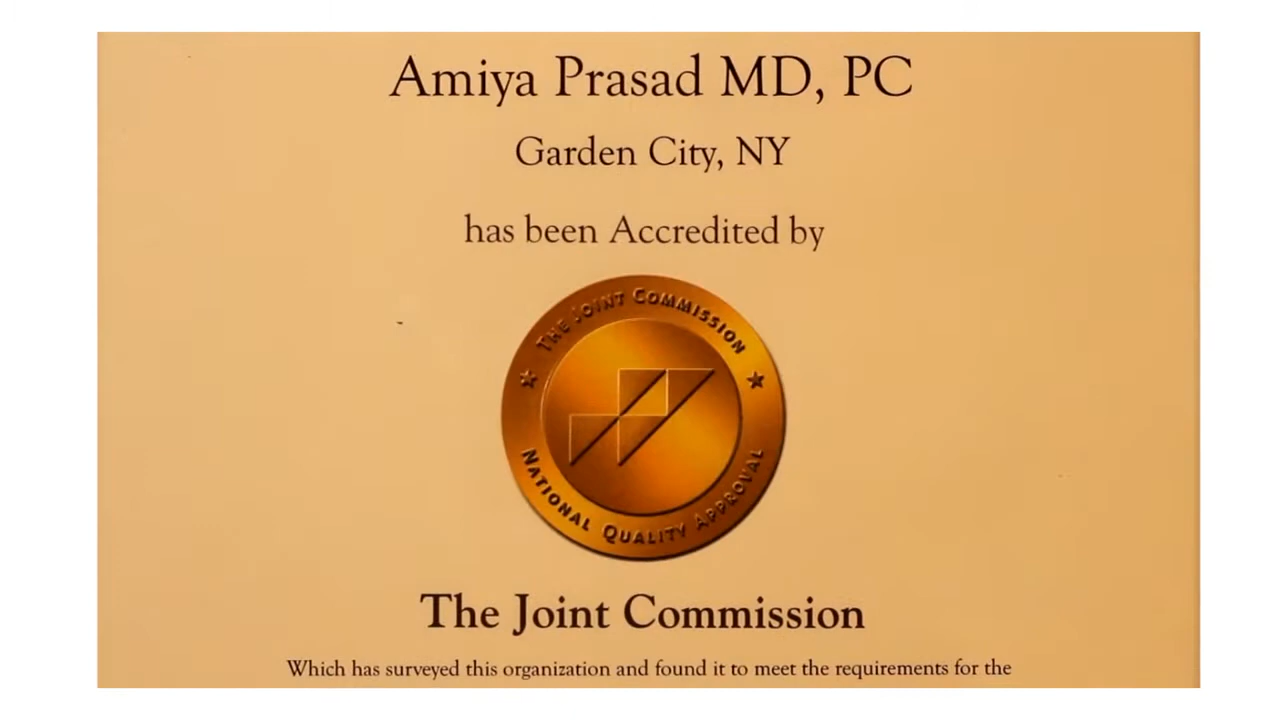 Amiya Prasad MD, PC
Garden City, NY
has been Accredited by
THE JOINT COMMISSION
NATIONAL QUALITY APPROVAL
The Joint Commission
Which has surveyed this organization and found it to meet the requirements for the